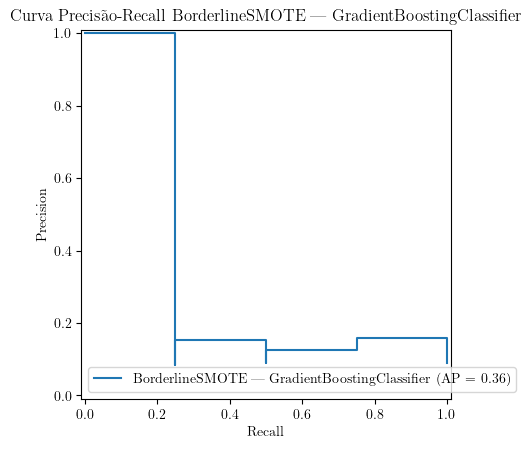 Curva Precisão-Recall BorderlineSMOTE — GradientBoostingClassifier
1.0
0.8
0.6
0.4
0.2
0.0
Precision
BorderlineSMOTE — GradientBoostingClassifier (AP = 0.36)
0.0 0.2 0.4 0.6 0.8 1.0
Recall